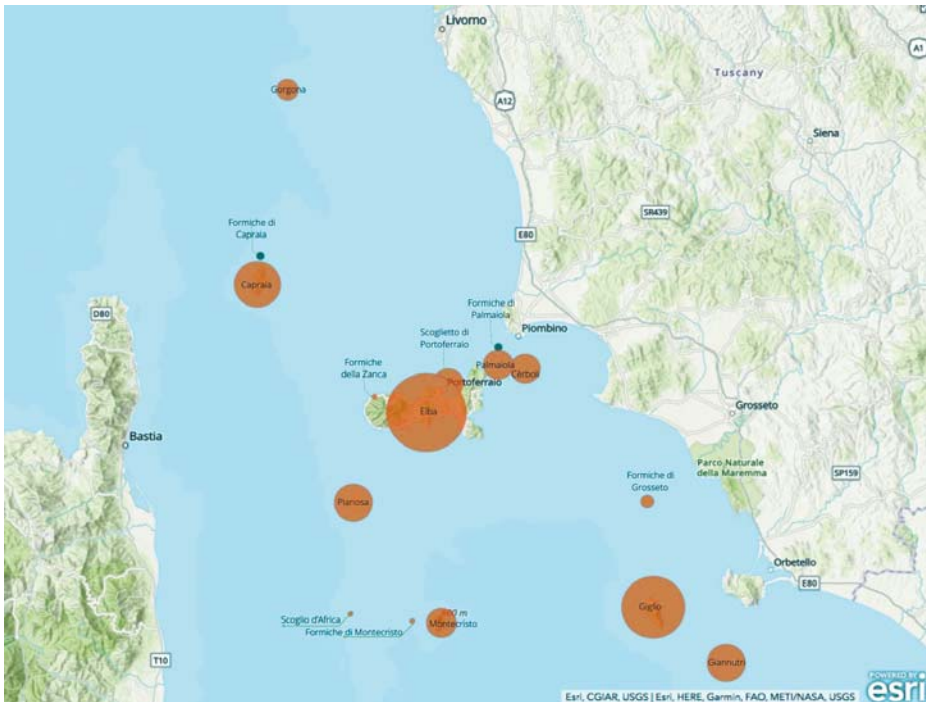 Livorno
A1
Tuscany
Gorgona
A12
Siena
SR439
Formiche di
Capraia
E80
Capraia
Formiche di
Palmaiola
D80
Scoglietto di
Portoferraio
Piombino
Formiche
della Zanca
Palmaiola
Cèrboli
Portoferraio
Elba
Grosseto
Bastia
Parco Naturale
della Maremma
SP159
Formiche di
Grosseto
Pianosa
Orbetello
E80
Giglio
Scoglio d'Africa
Formiche di Montecristo
Montecristo
T10
Giannutri
POWERED BY
esri
Esri, CGIAR, USGS | Esri, HERE, Garmin, FAO, METI/NASA, USGS